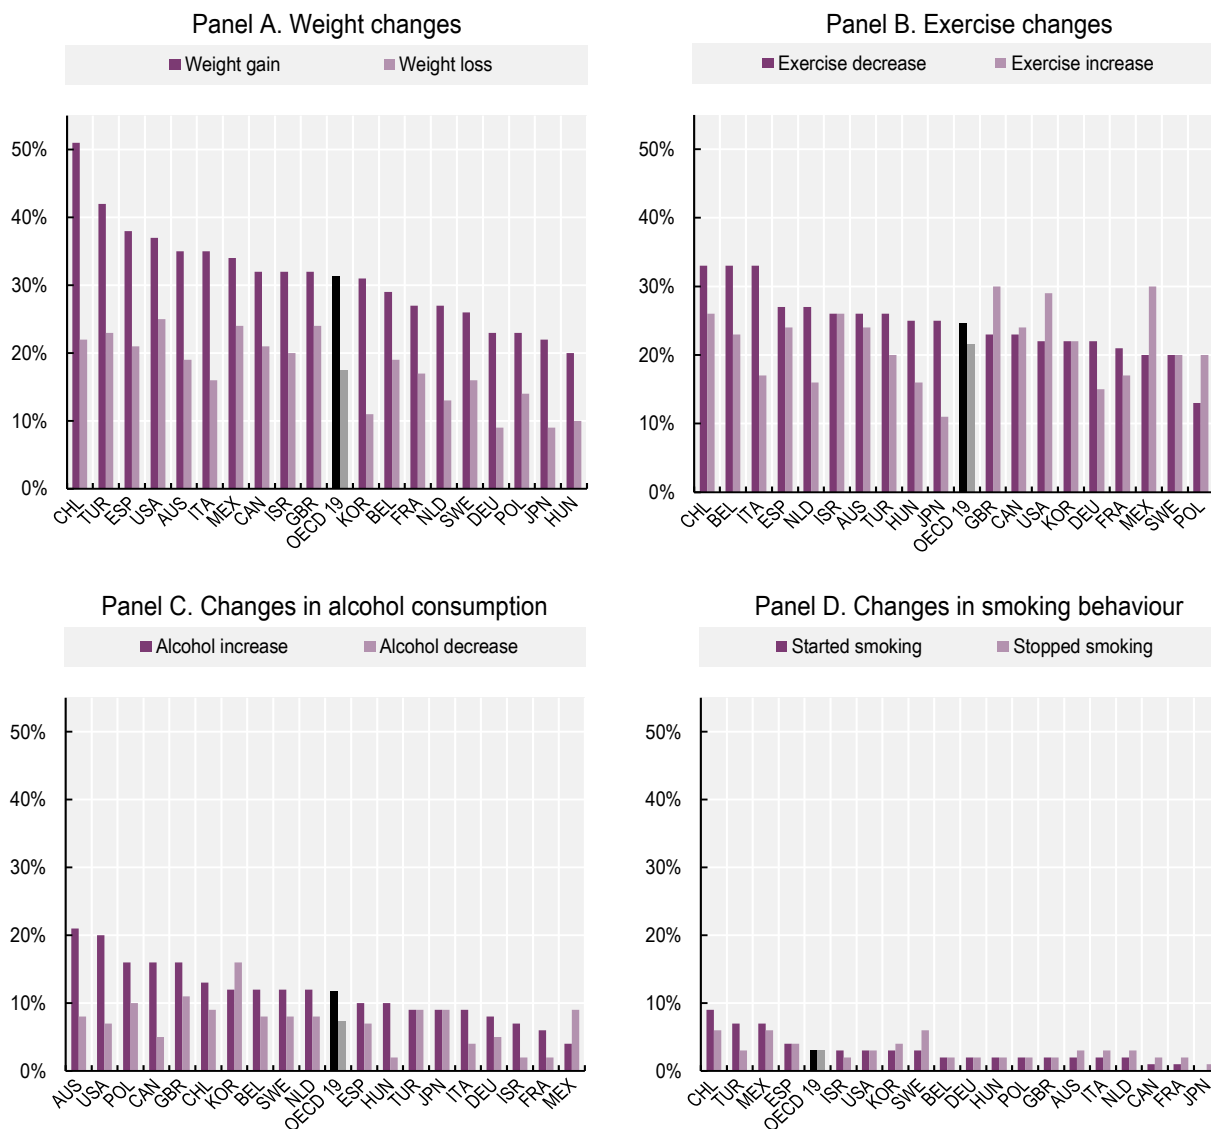 Panel A. Weight changes
Weight gain Weight loss
50%
40%
30%
20%
10%
0%
CHL TUR ESP USA AUS ITA MEX CAN ISR GBR OECD 19 KOR BEL FRA NLD SWE DEU POL JPN HUN
Panel B. Exercise changes
Exercise decrease Exercise increase
50%
40%
30%
20%
10%
0%
CHL BEL ITA ESP NLD ISR AUS TUR HUN JPN OECD 19 GBR CAN USA KOR DEU FRA MEX SWE POL
Panel C. Changes in alcohol consumption
Alcohol increase Alcohol decrease
50%
40%
30%
20%
10%
0%
AUS USA POL CAN GBR CHL KOR BEL SWE NLD OECD 19 ESP HUN TUR JPN ITA DEU ISR FRA MEX
Panel D. Changes in smoking behaviour
Started smoking Stopped smoking
50%
40%
30%
20%
10%
0%
CHL TUR MEX ESP OECD 19 ISR USA KOR SWE BEL DEU HUN POL GBR AUS ITA NLD CAN FRA JPN